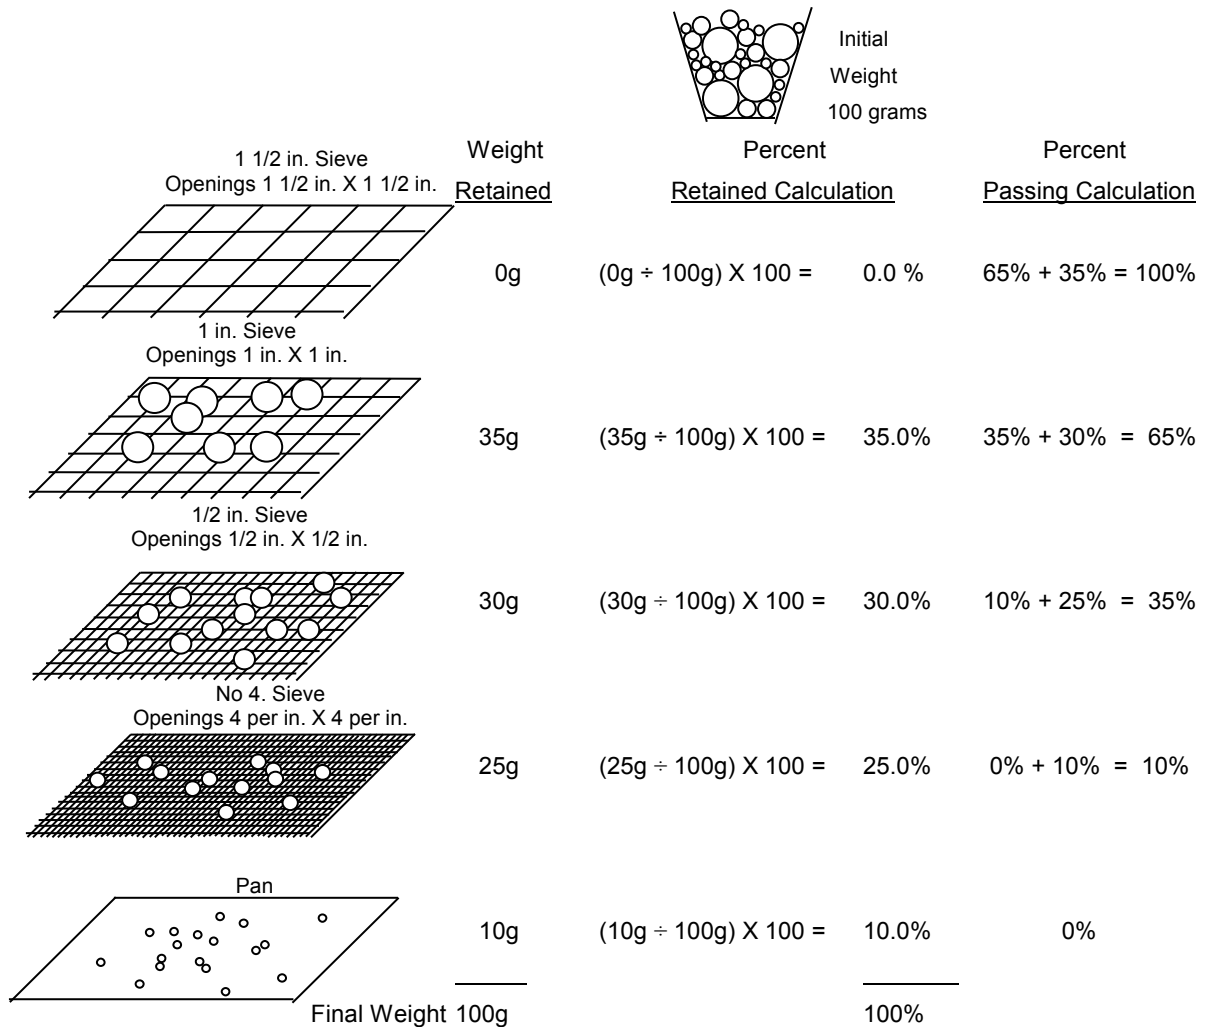 Initial
Weight
100 grams
1 1/2 in. Sieve
Openings 1 1/2 in. X 1 1/2 in.
Weight
Retained
Percent
Retained Calculation
Percent
Passing Calculation
0g (0g ÷ 100g) X 100 = 0.0 % 65% + 35% = 100%
1 in. Sieve
Openings 1 in. X 1 in.
35g (35g ÷ 100g) X 100 = 35.0% 35% + 30% = 65%
1/2 in. Sieve
Openings 1/2 in. X 1/2 in.
30g (30g ÷ 100g) X 100 = 30.0% 10% + 25% = 35%
No 4. Sieve
Openings 4 per in. X 4 per in.
25g (25g ÷ 100g) X 100 = 25.0% 0% + 10% = 10%
Pan
10g (10g ÷ 100g) X 100 = 10.0% 0%
Final Weight 100g 100%